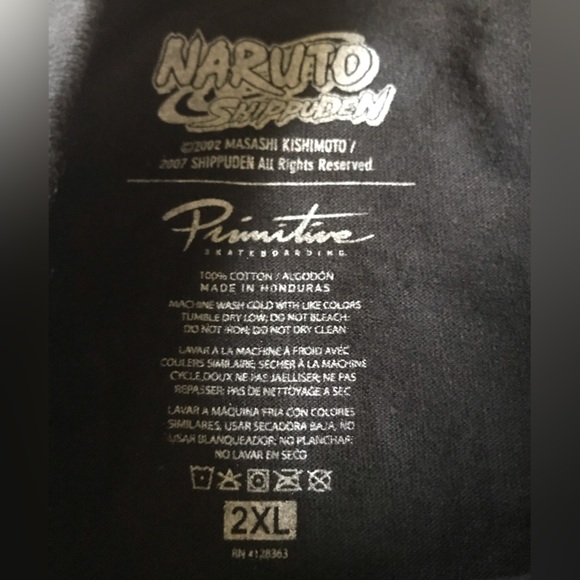 NARUTO
SHIPPUDEN
©2002 MASASHI KISHIMOTO /
2007 SHIPPUDEN All Rights Reserved.
Primitive
SKATEBOARDING
100% COTTON / ALGODÓN
MADE IN HONDURAS
MACHINE WASH COLD WITH LIKE COLORS
TUMBLE DRY LOW; DO NOT BLEACH;
DO NOT IRON; DO NOT DRY CLEAN
LAVAR A LA MACHINE À FROID AVEC
COULERS SIMILAIRE; SÉCHER À LA MACHINE
CYCLE DOUX NE PAS JAELLISER; NE PAS
REPASSER; PAS DE NETTOYAGE A SEC
LAVAR A MÁQUINA FRIA CON COLORES
SIMILARES, USAR SECADORA BAJA, NO
USAR BLANQUEADOR; NO PLANCHAR;
NO LAVAR EN SECO
2XL
RN #128363